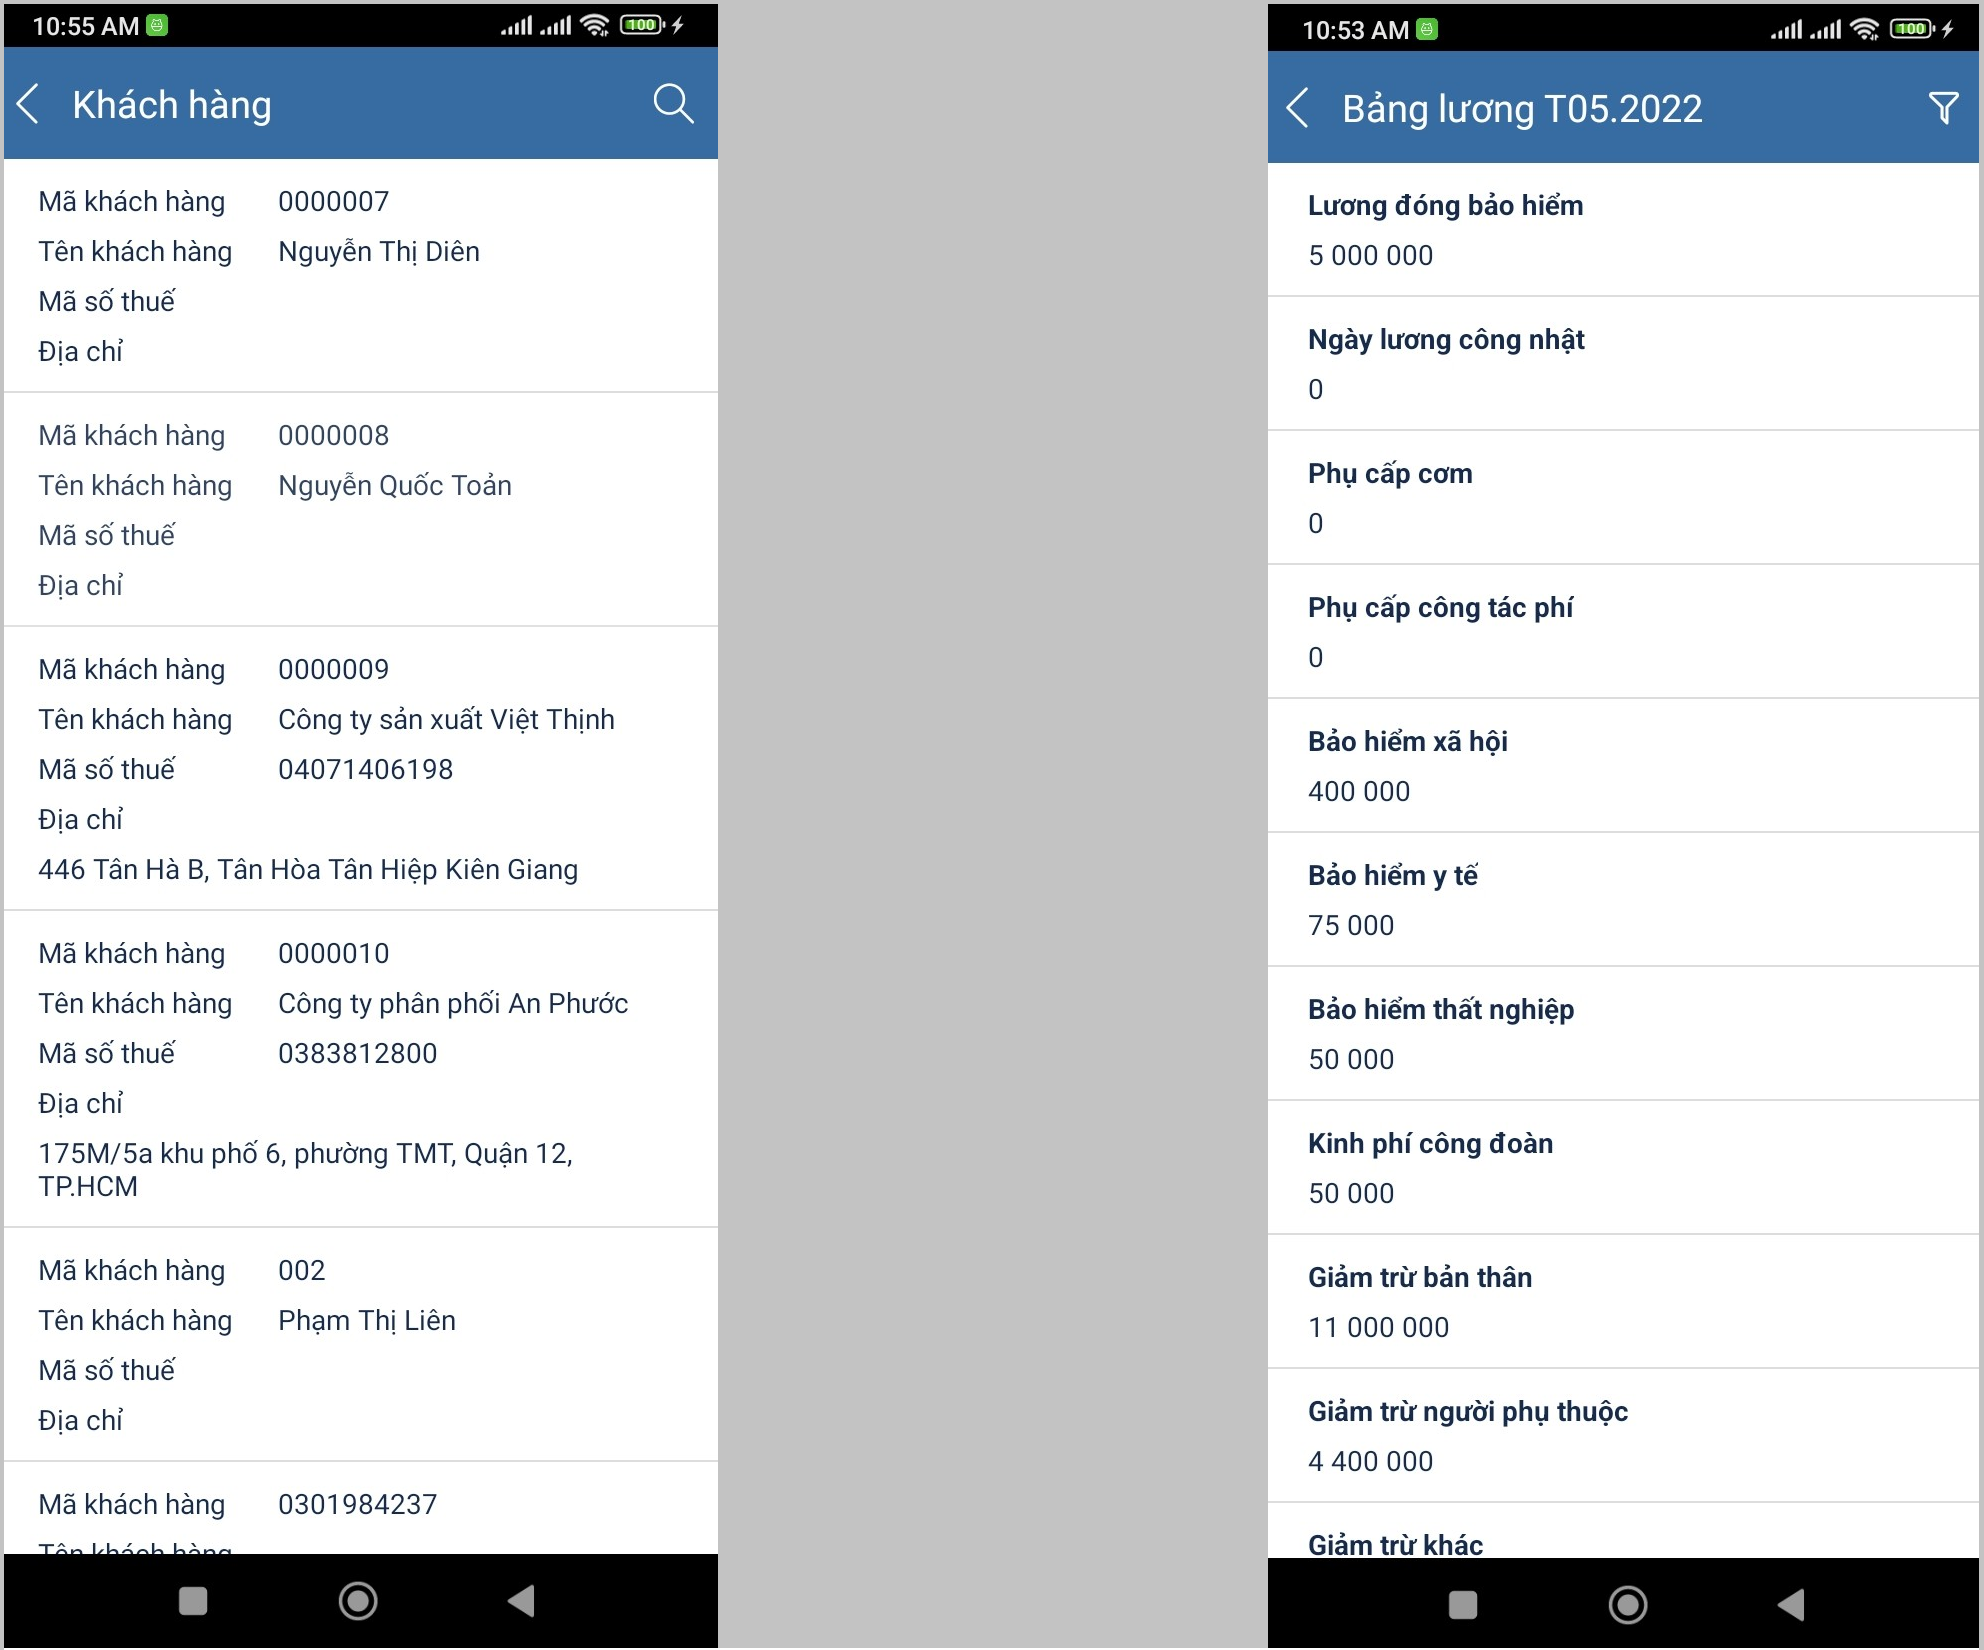 10:55 AM
100
Khách hàng
Mã khách hàng 0000007
Tên khách hàng Nguyễn Thị Diên
Mã số thuế
Địa chỉ
Mã khách hàng 0000008
Tên khách hàng Nguyễn Quốc Toản
Mã số thuế
Địa chỉ
Mã khách hàng 0000009
Tên khách hàng Công ty sản xuất Việt Thịnh
Mã số thuế 04071406198
Địa chỉ
446 Tân Hà B, Tân Hòa Tân Hiệp Kiên Giang
Mã khách hàng 0000010
Tên khách hàng Công ty phân phối An Phước
Mã số thuế 0383812800
Địa chỉ
175M/5a khu phố 6, phường TMT, Quận 12,
TP.HCM
Mã khách hàng 002
Tên khách hàng Phạm Thị Liên
Mã số thuế
Địa chỉ
Mã khách hàng 0301984237
Tên khách hàng
10:53 AM
100
Bảng lương T05.2022
Lương đóng bảo hiểm
5 000 000
Ngày lương công nhật
0
Phụ cấp cơm
0
Phụ cấp công tác phí
0
Bảo hiểm xã hội
400 000
Bảo hiểm y tế
75 000
Bảo hiểm thất nghiệp
50 000
Kinh phí công đoàn
50 000
Giảm trừ bản thân
11 000 000
Giảm trừ người phụ thuộc
4 400 000
Giảm trừ khác